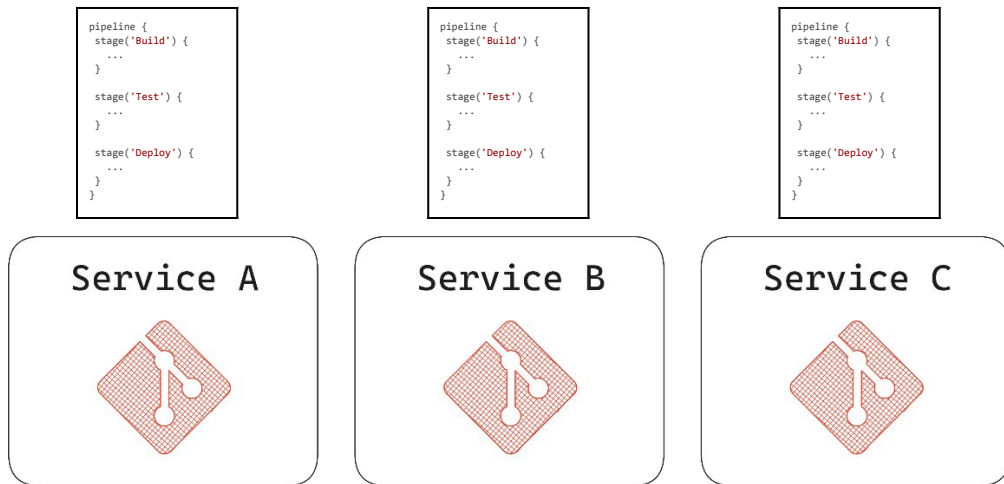 pipeline {
stage('Build') {
...
}
stage('Test') {
...
}
stage('Deploy') {
...
}
}
pipeline {
stage('Build') {
...
}
stage('Test') {
...
}
stage('Deploy') {
...
}
}
pipeline {
stage('Build') {
...
}
stage('Test') {
...
}
stage('Deploy') {
...
}
}
Service A
Service B
Service C